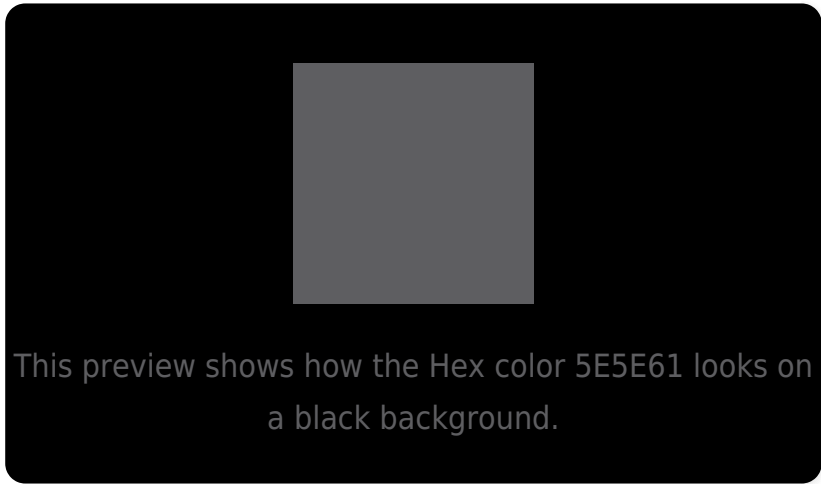 This preview shows how the Hex color 5E5E61 looks on
a black background.